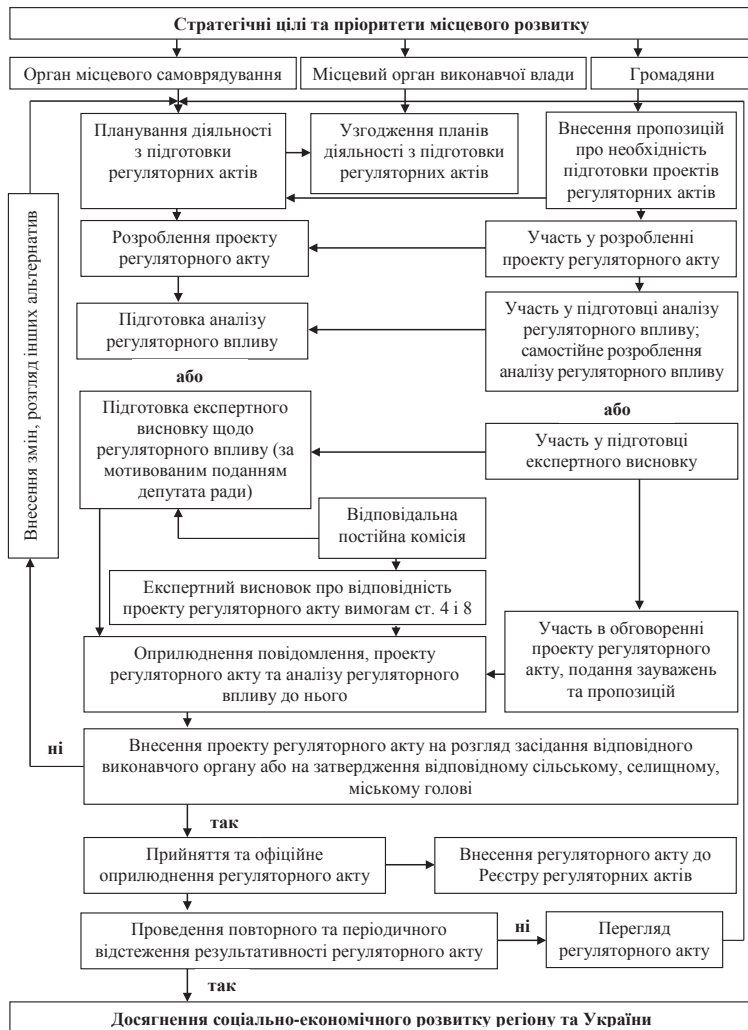 Стратегічні цілі та пріоритети місцевого розвитку
Орган місцевого самоврядування
Місцевий орган виконавчої влади
Громадяни
Планування діяльності
з підготовки
регуляторних актів
Узгодження планів
діяльності з підготовки
регуляторних актів
Внесення пропозицій
про необхідність
підготовки проектів
регуляторних актів
Внесення змін, розгляд інших альтернатив
Розроблення проекту
регуляторного акту
Участь у розробленні
проекту регуляторного акту
Підготовка аналізу
регуляторного впливу
Участь у підготовці аналізу
регуляторного впливу;
самостійне розроблення
аналізу регуляторного впливу
або
або
Підготовка експертного
висновку щодо
регуляторного впливу (за
мотивованим поданням
депутата ради)
Участь у підготовці
експертного висновку
Відповідальна
постійна комісія
Експертний висновок про відповідність
проекту регуляторного акту вимогам ст. 4 і 8
Оприлюднення повідомлення, проекту
регуляторного акту та аналізу регуляторного
впливу до нього
Участь в обговоренні
проекту регуляторного
акту, подання зауважень
та пропозицій
ні
Внесення проекту регуляторного акту на розгляд засідання відповідного
виконавчого органу або на затвердження відповідному сільському, селищному,
міському голові
так
Прийняття та офіційне
оприлюднення регуляторного акту
Внесення регуляторного акту до
Реєстру регуляторних актів
Проведення повторного та періодичного
відстеження результативності регуляторного акту
ні
Перегляд
регуляторного акту
так
Досягнення соціально-економічного розвитку регіону та України